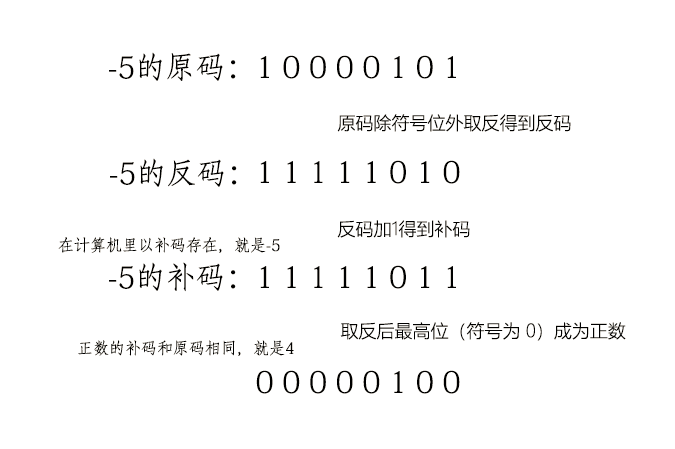 -5的原码：1 0 0 0 0 1 0 1
原码除符号位外取反得到反码
-5的反码：1 1 1 1 1 0 1 0
反码加1得到补码
在计算机里以补码存在，就是-5
-5的补码：1 1 1 1 1 0 1 1
取反后最高位（符号为 0）成为正数
正数的补码和原码相同，就是4
0 0 0 0 0 1 0 0